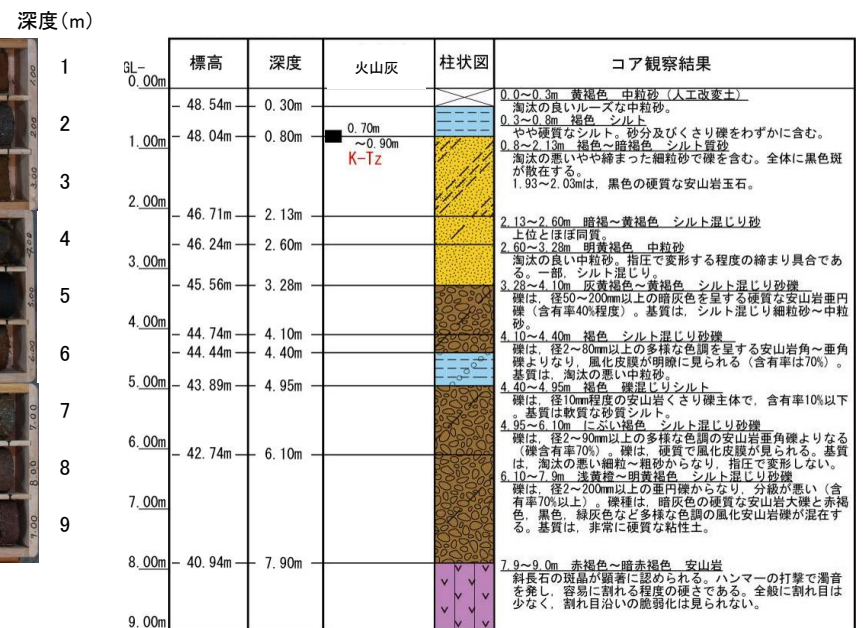 深度(m)
1
2
3
4
5
6
7
8
9
1.00
2.00
3.00
4.00
5.00
6.00
7.00
8.00
9.00
標高 深度 火山灰 柱状図 コア観察結果
GL-
0.00m
1.00m
2.00m
3.00m
4.00m
5.00m
6.00m
7.00m
8.00m
9.00m
48.54m 0.30m
48.04m 0.80m
46.71m 2.13m
46.24m 2.60m
45.56m 3.28m
44.74m 4.10m
44.44m 4.40m
43.89m 4.95m
42.74m 6.10m
40.94m 7.90m
0.70m
~0.90m
K-Tz
0.0~0.3m 黄褐色 中粒砂(人工改変土)
淘汰の良いルーズな中粒砂。
0.3~0.8m 褐色 シルト
やや硬質なシルト。砂分及びくさり礫をわずかに含む。
0.8~2.13m 褐色~暗褐色 シルト質砂
淘汰の悪いやや締まった細粒砂で礫を含む。全体に黒色斑
が散在する。
1.93~2.03mは,黒色の硬質な安山岩玉石。
2.13~2.60m 暗褐~黄褐色 シルト混じり砂
上位とほぼ同質。
2.60~3.28m 明黄褐色 中粒砂
淘汰の良い中粒砂。指圧で変形する程度の締まり具合であ
る。一部,シルト混じり。
3.28~4.10m 灰黄褐色~黄褐色 シルト混じり砂礫
礫は,径50~200mm以上の暗灰色を呈する硬質な安山岩亜円
礫(含有率40%程度)。基質は,シルト混じり細粒砂~中粒
砂。
4.10~4.40m 褐色 シルト混じり砂礫
礫は,径2~80mm以上の多様な色調を呈する安山岩角~亜角
礫よりなり,風化皮膜が明瞭に見られる(含有率は70%)。
基質は,淘汰の悪い中粒砂。
4.40~4.95m 褐色 礫混じりシルト
礫は,径10mm程度の安山岩くさり礫主体で,含有率10%以下
。基質は軟質な砂質シルト。
4.95~6.10m にぶい褐色 シルト混じり砂礫
礫は,径2~90mm以上の多様な色調の安山岩亜角礫よりなる
(礫含有率70%)。礫は,硬質で風化皮膜が見られる。基質
は,淘汰の悪い細粒~粗砂からなり,指圧で変形しない。
6.10~7.9m 浅黄橙~明黄褐色 シルト混じり砂礫
礫は,径2~200mm以上の亜円礫からなり,分級が悪い(含
有率70%以上)。礫種は,暗灰色の硬質な安山岩大礫と赤褐
色,黒色,緑灰色など多様な色調の風化安山岩礫が混在す
る。基質は,非常に硬質な粘性土。
7.9~9.0m 赤褐色~暗赤褐色 安山岩
斜長石の斑晶が顕著に認められる。ハンマーの打撃で濁音
を発し,容易に割れる程度の硬さである。全般に割れ目は
少なく,割れ目沿いの脆弱化は見られない。